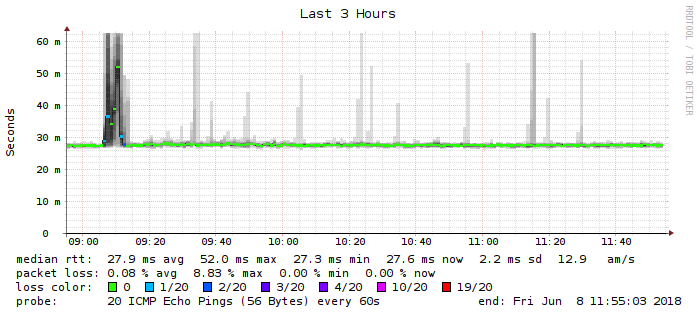 Last 3 Hours
RRDTOOL / TOBI OETIKER
Seconds
60 m
50 m
40 m
30 m
20 m
10 m
0
09:00 09:20 09:40 10:00 10:20 10:40 11:00 11:20 11:40
median rtt: 27.9 ms avg 52.0 ms max 27.3 ms min 27.6 ms now 2.2 ms sd 12.9 am/s
packet loss: 0.08 % avg 8.83 % max 0.00 % min 0.00 % now
loss color: 0 1/20 2/20 3/20 4/20 10/20 19/20
probe: 20 ICMP Echo Pings (56 Bytes) every 60s end: Fri Jun 8 11:55:03 2018